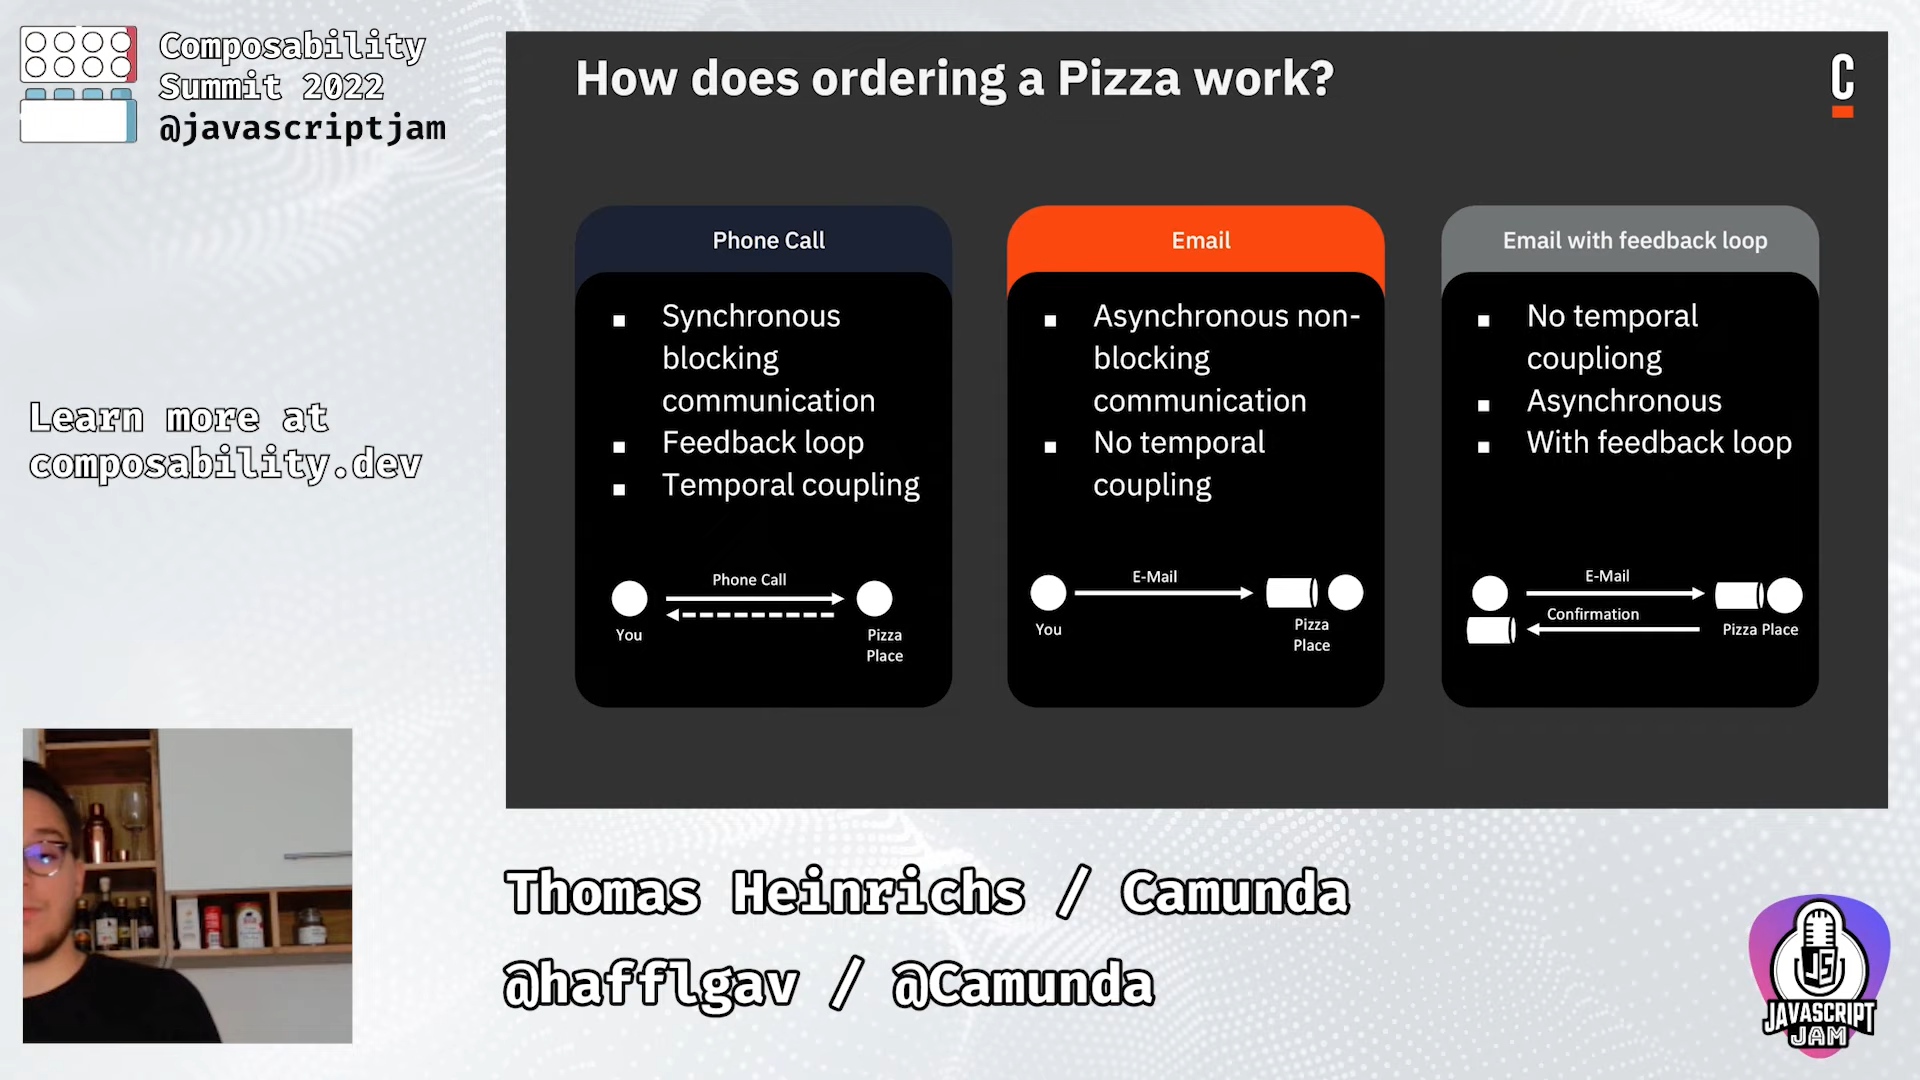 Composability
Summit 2022
@javascriptjam
Learn more at
composability.dev
How does ordering a Pizza work?
C
Phone Call
Synchronous
blocking
communication
Feedback loop
Temporal coupling
Phone Call
You
Pizza
Place
Email
Asynchronous non-
blocking
communication
No temporal
coupling
E-Mail
You
Pizza
Place
Email with feedback loop
No temporal
coupliong
Asynchronous
With feedback loop
E-Mail
Confirmation
Pizza Place
Thomas Heinrichs / Camunda
@hafflgav / @Camunda
JS
JAVASCRIPT
JAM